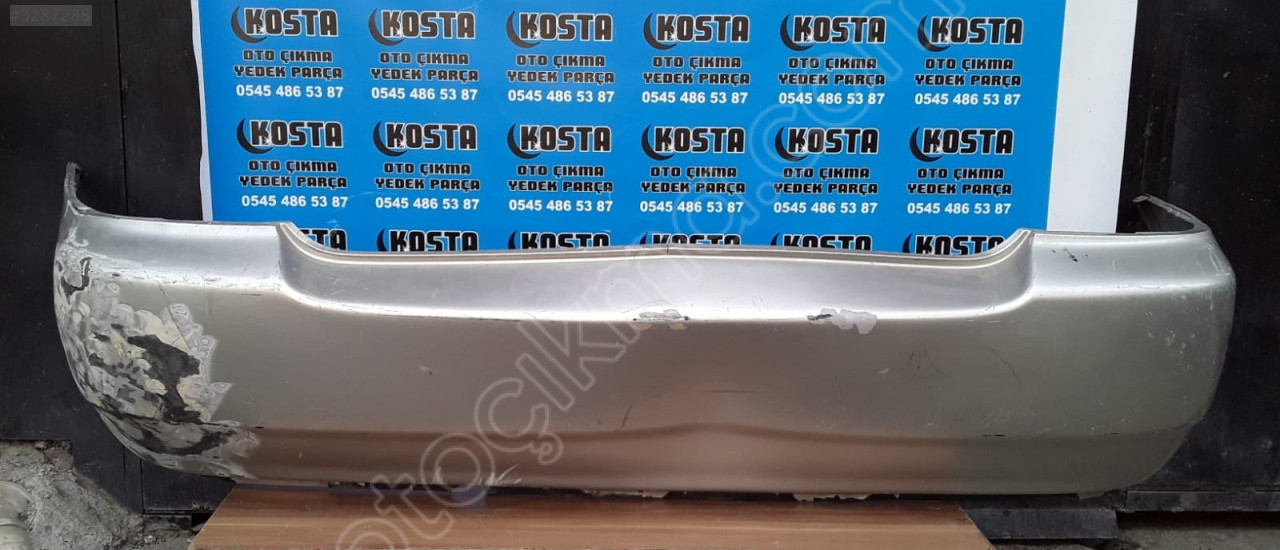 #3287288
KOSTA KOSTA KOSTA KOSTA KOSTA KOSTA
OTO ÇIKMA OTO ÇIKMA OTO ÇIKMA OTO ÇIKMA OTO ÇIKMA OTO ÇIKMA
YEDEK PARÇA YEDEK PARÇA YEDEK PARÇA YEDEK PARÇA YEDEK PARÇA YEDEK PARÇA
0545 486 53 87 0545 486 53 87 0545 486 53 87 0545 486 53 87 0545 486 53 87 0545 486 53 87
KOSTA KOSTA KOSTA KOSTA KOSTA KOSTA
OTO ÇIKMA OTO ÇIKMA OTO ÇIKMA OTO ÇIKMA OTO ÇIKMA OTO ÇIKMA
YEDEK PARÇA YEDEK PARÇA YEDEK PARÇA YEDEK PARÇA YEDEK PARÇA YEDEK PARÇA
0545 486 53 87 0545 486 53 87 0545 486 53 87 0545 486 53 87 0545 486 53 87 0545 486 53 87
KOSTA KOSTA KOSTA KOSTA KOSTA
otoçıkma.com